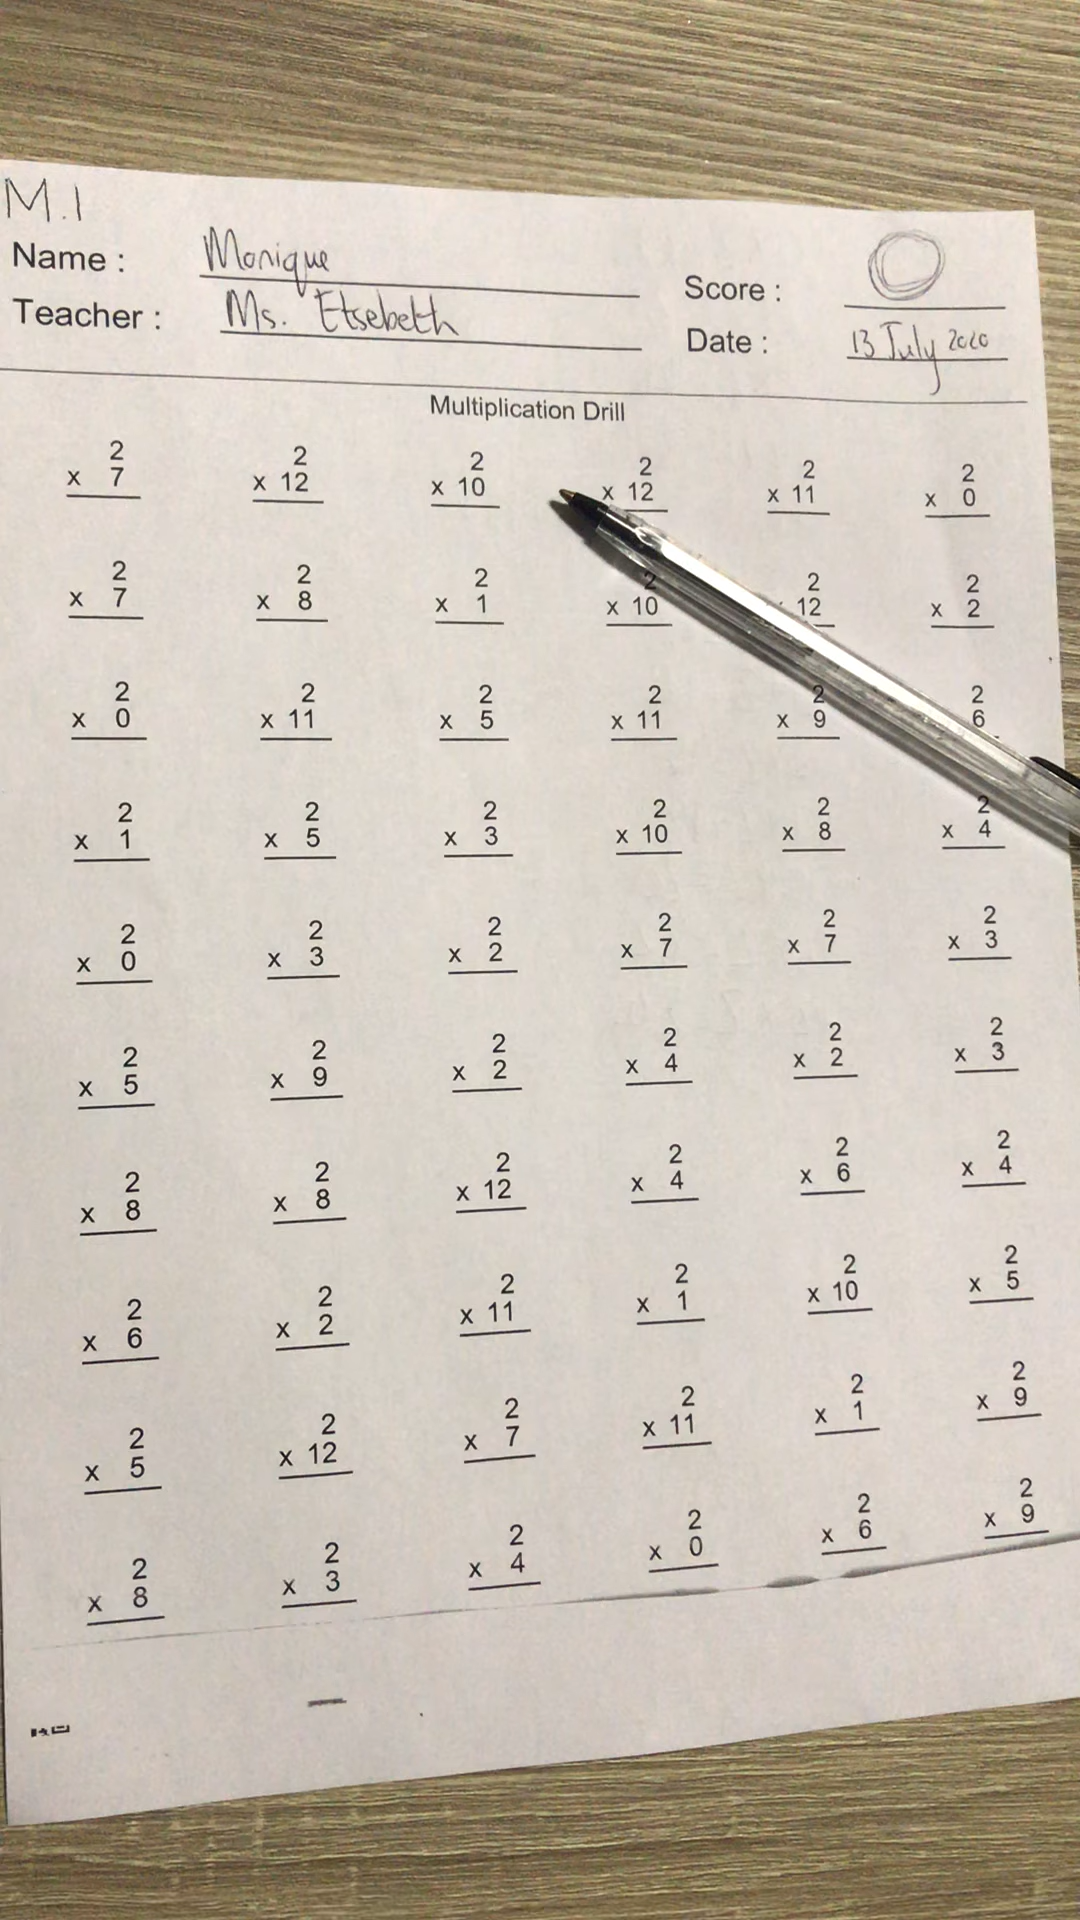 M.1
Name : Monique
Score :
Teacher : Ms. Etsebeth
Date : 13 July 2020
Multiplication Drill
2 2 2 2 2 2
x 7 x 12 x 10 x 12 x 11 x 0
2 2 2 2 2 2
x 7 x 8 x 1 x 10 12 x 2
2 2 2 2 2 2
x 0 x 11 x 5 x 11 x 9 6
2 2 2 2 2 2
x 1 x 5 x 3 x 10 x 8 x 4
2 2 2 2 2 2
x 0 x 3 x 2 x 7 x 7 x 3
2 2 2 2 2 2
x 5 x 9 x 2 x 4 x 2 x 3
2 2 2 2 2 2
x 8 x 8 x 12 x 4 x 6 x 4
2 2 2 2 2 2
x 6 x 2 x 11 x 1 x 10 x 5
2 2 2 2 2 2
x 5 x 12 x 7 x 11 x 1 x 9
2 2 2 2 2 2
x 8 x 3 x 4 x 0 x 6 x 9